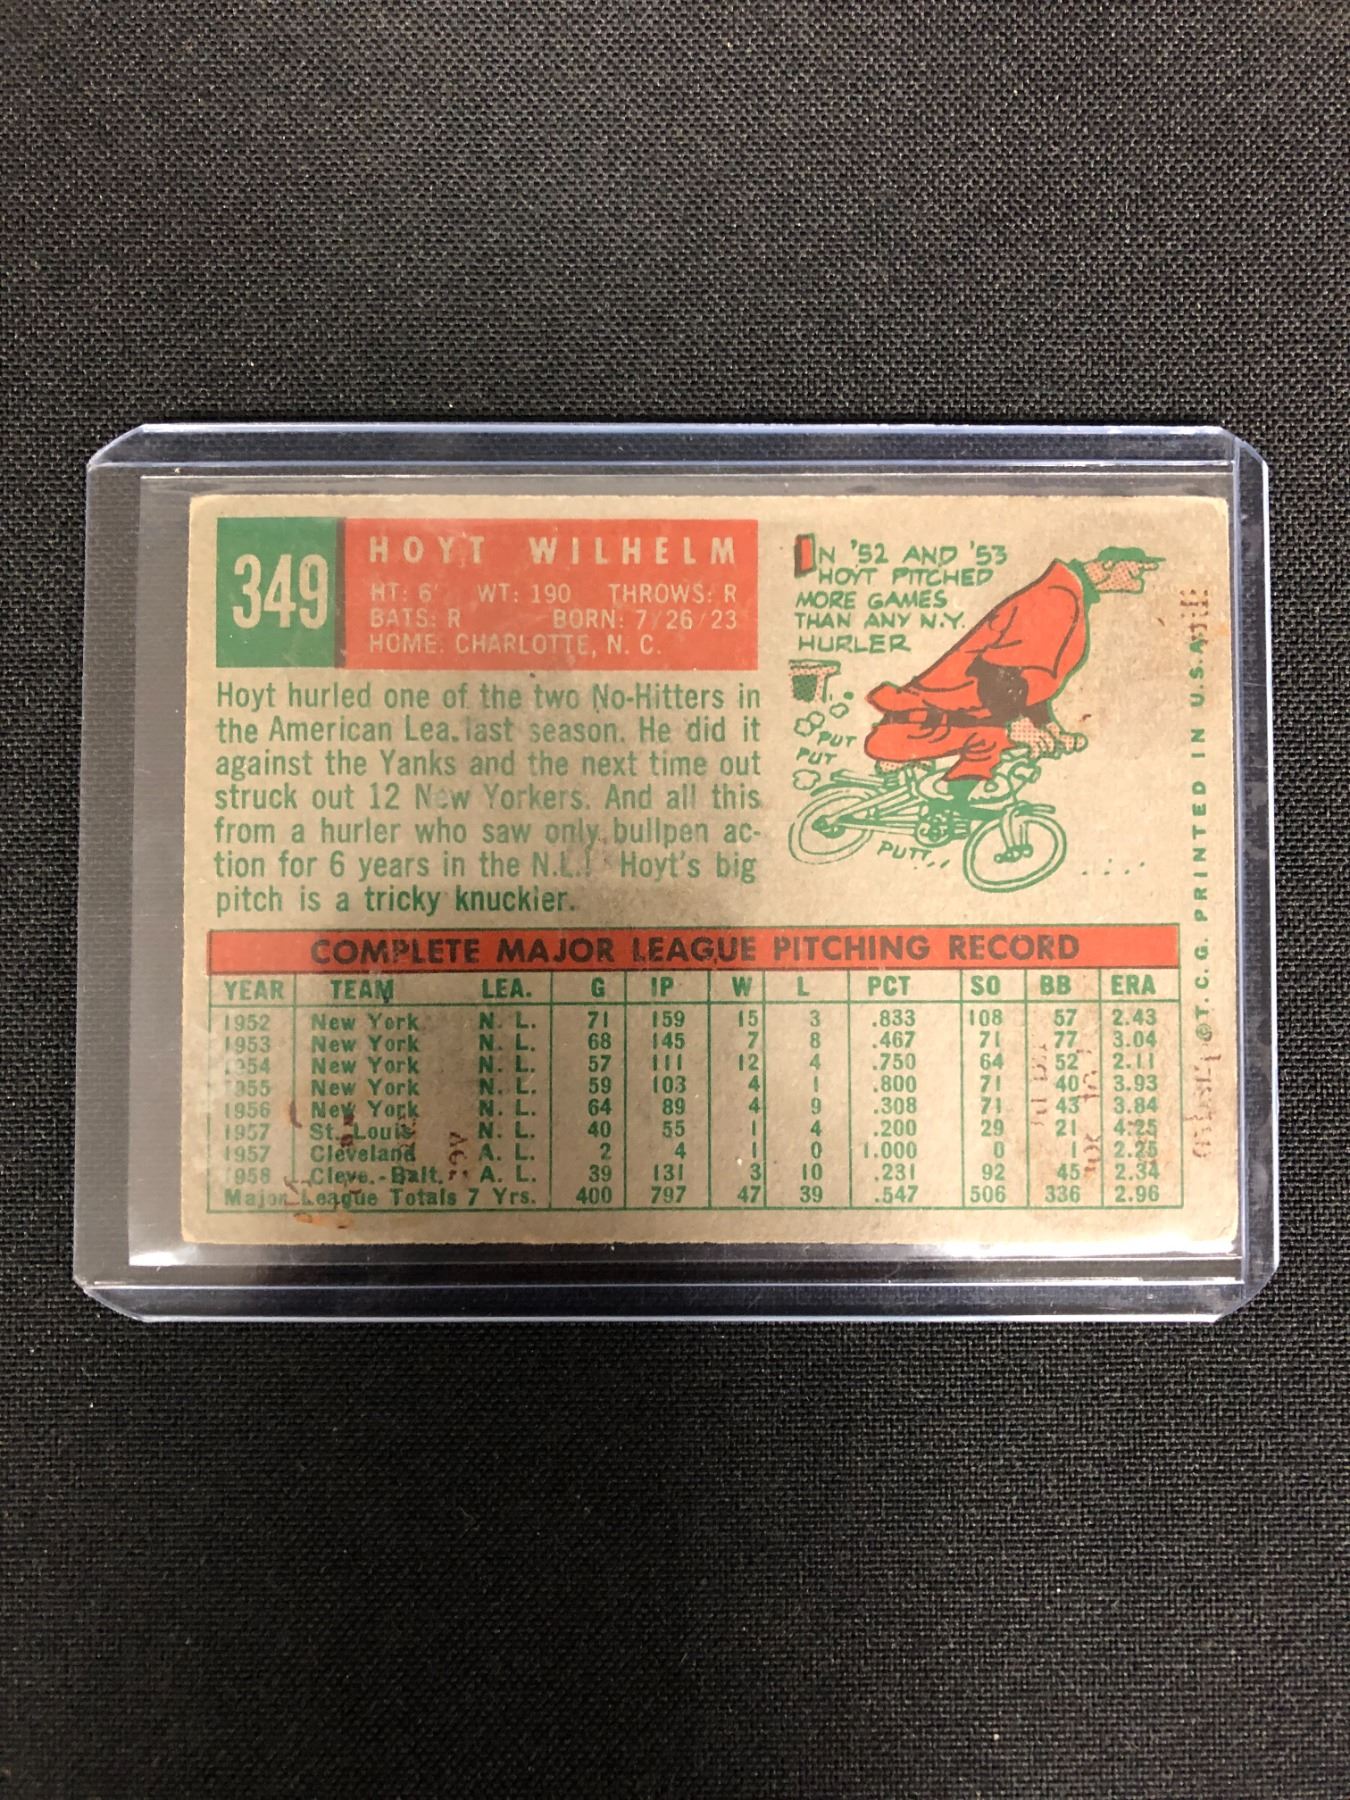 349
HOYT WILHELM
HT: 6' WT: 190 THROWS: R
BATS: R BORN: 7/26/23
HOME: CHARLOTTE, N. C.
Hoyt hurled one of the two No-Hitters in
the American Lea. last season. He did it
against the Yanks and the next time out
struck out 12 New Yorkers. And all this
from a hurler who saw only bullpen ac-
tion for 6 years in the N.L.! Hoyt's big
pitch is a tricky knuckler.
IN '52 AND '53
HOYT PITCHED
MORE GAMES
THAN ANY N.Y.
HURLER
PUT
PUT
PUTT...
COMPLETE MAJOR LEAGUE PITCHING RECORD
YEAR TEAM LEA. G IP W L PCT SO BB ERA
1952 New York N. L. 71 159 15 3 .833 108 57 2.43
1953 New York N. L. 68 145 7 8 .467 71 77 3.04
1954 New York N. L. 57 111 12 4 .750 64 52 2.11
1955 New York N. L. 59 103 4 1 .800 71 40 3.93
1956 New York N. L. 64 89 4 9 .308 71 43 3.84
1957 St. Louis N. L. 40 55 1 4 .200 29 21 4.25
1957 Cleveland A. L. 2 4 1 0 1.000 0 1 2.25
1958 Cleve.-Balt. A. L. 39 131 3 10 .231 92 45 2.34
Major League Totals 7 Yrs. 400 797 47 39 .547 506 336 2.96
© T. C. G. PRINTED IN U.S.A.